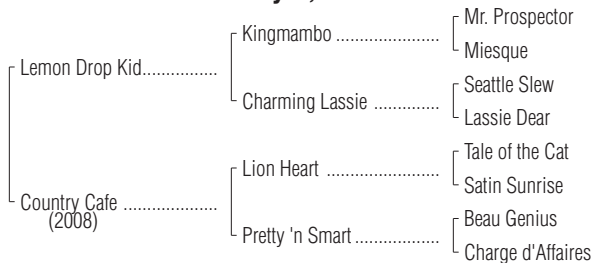 Kingmambo ..................
Mr. Prospector
Miesque
Lemon Drop Kid...............
Charming Lassie .............
Seattle Slew
Lassie Dear
Lion Heart ...................
Tale of the Cat
Satin Sunrise
Country Cafe ..................
(2008)
Pretty 'n Smart ................
Beau Genius
Charge d'Affaires